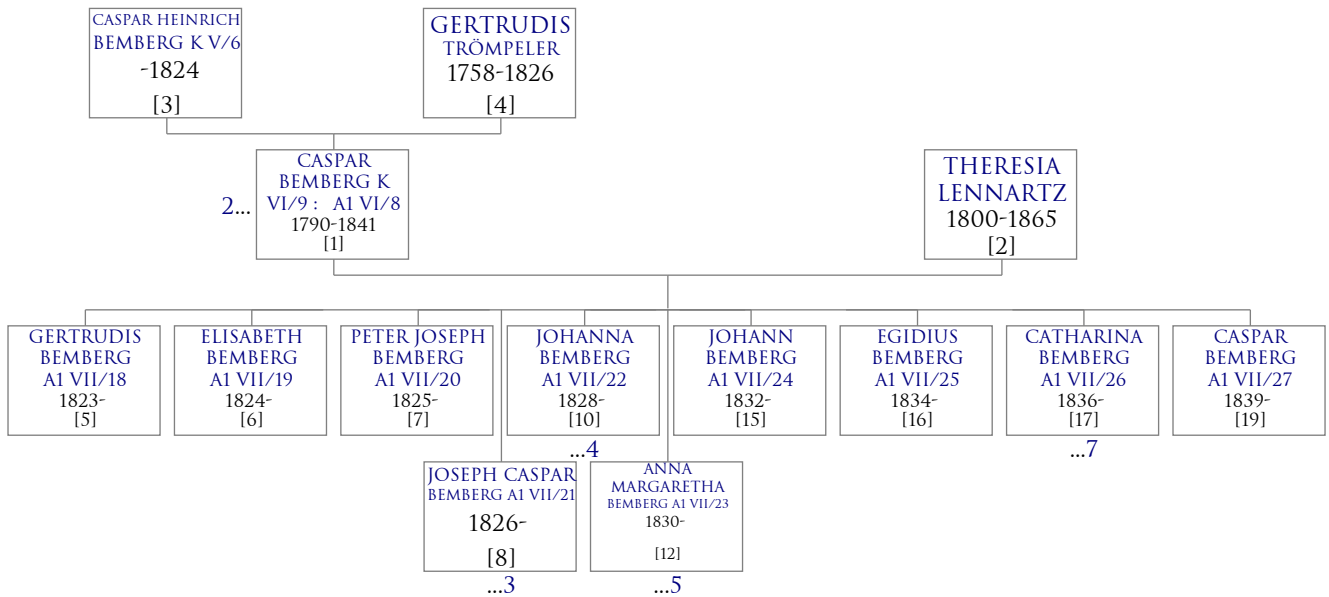 CASPAR HEINRICH
BEMBERG K V/6
-1824
[3]
GERTRUDIS
TRÖMPELER
1758-1826
[4]
2...
CASPAR
BEMBERG K
VI/9 : A1 VI/8
1790-1841
[1]
THERESIA
LENNARTZ
1800-1865
[2]
GERTRUDIS
BEMBERG
A1 VII/18
1823-
[5]
ELISABETH
BEMBERG
A1 VII/19
1824-
[6]
PETER JOSEPH
BEMBERG
A1 VII/20
1825-
[7]
JOHANNA
BEMBERG
A1 VII/22
1828-
[10]
...4
JOHANN
BEMBERG
A1 VII/24
1832-
[15]
EGIDIUS
BEMBERG
A1 VII/25
1834-
[16]
CATHARINA
BEMBERG
A1 VII/26
1836-
[17]
...7
CASPAR
BEMBERG
A1 VII/27
1839-
[19]
JOSEPH CASPAR
BEMBERG A1 VII/21
1826-
[8]
...3
ANNA
MARGARETHA
BEMBERG A1 VII/23
1830-
[12]
...5